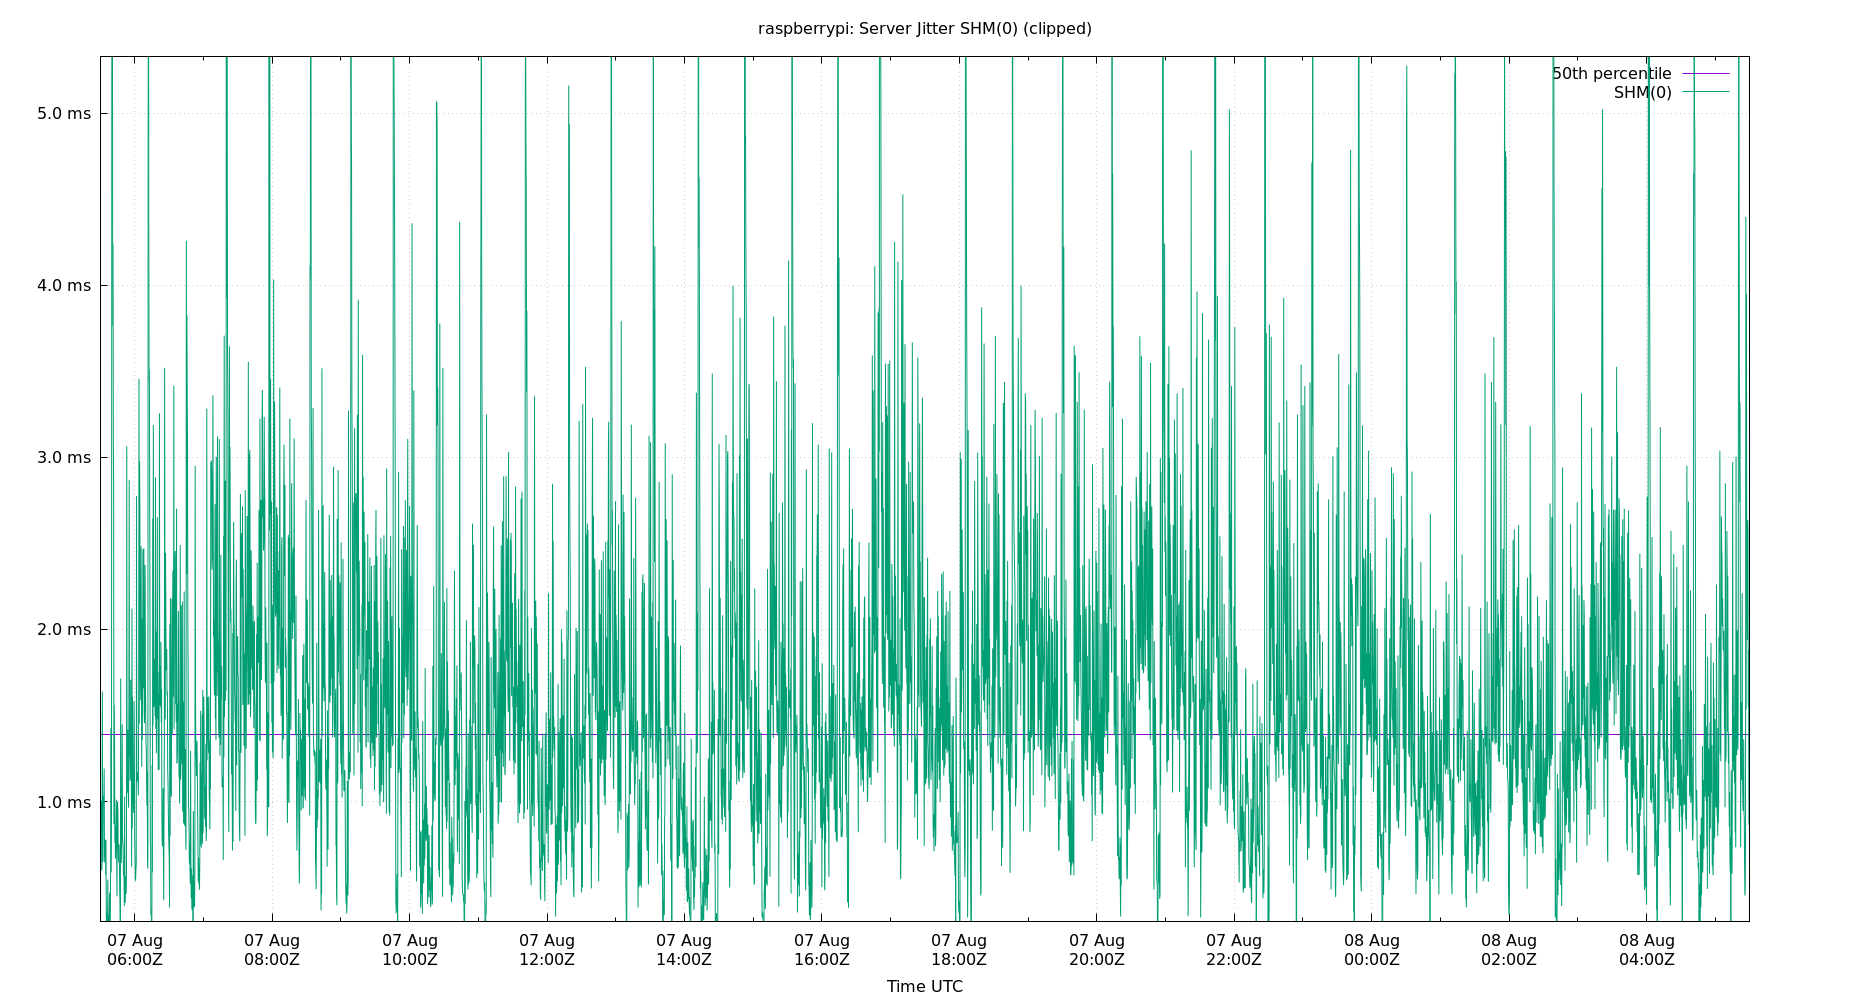 raspberrypi: Server Jitter SHM(0) (clipped)
50th percentile
SHM(0)
5.0 ms
4.0 ms
3.0 ms
2.0 ms
1.0 ms
07 Aug 07 Aug 07 Aug 07 Aug 07 Aug 07 Aug 07 Aug 07 Aug 07 Aug 08 Aug 08 Aug 08 Aug
06:00Z 08:00Z 10:00Z 12:00Z 14:00Z 16:00Z 18:00Z 20:00Z 22:00Z 00:00Z 02:00Z 04:00Z
Time UTC